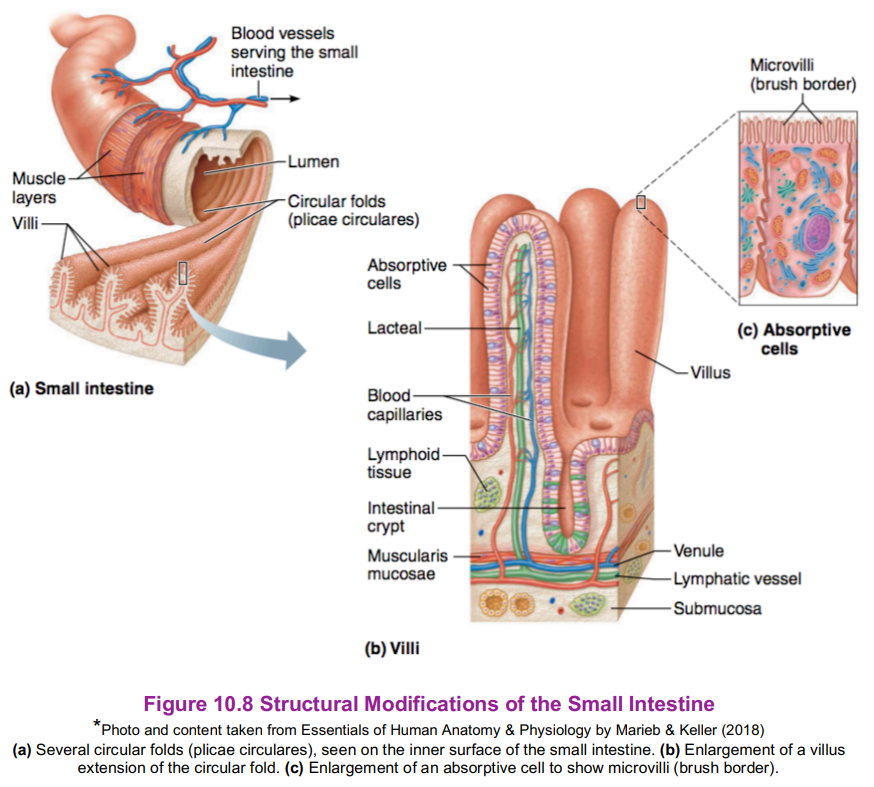 Blood vessels
serving the small
intestine
Lumen
Muscle
layers
Circular folds
(plicae circulares)
Villi
(a) Small intestine
Microvilli
(brush border)
(c) Absorptive
cells
Absorptive
cells
Lacteal
Villus
Blood
capillaries
Lymphoid
tissue
Intestinal
crypt
Muscularis
mucosae
Venule
Lymphatic vessel
Submucosa
(b) Villi
Figure 10.8 Structural Modifications of the Small Intestine
*Photo and content taken from Essentials of Human Anatomy & Physiology by Marieb & Keller (2018)
(a) Several circular folds (plicae circulares), seen on the inner surface of the small intestine. (b) Enlargement of a villus
extension of the circular fold. (c) Enlargement of an absorptive cell to show microvilli (brush border).